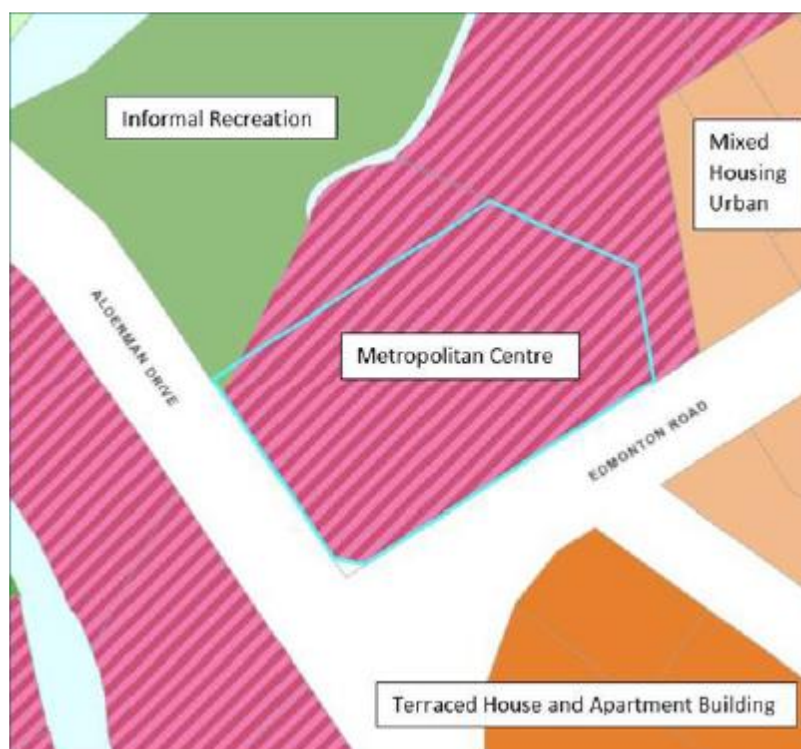 Informal Recreation
Mixed
Housing
Urban
ALDERMAN DRIVE
Metropolitan Centre
EDMONTON ROAD
Terraced House and Apartment Building